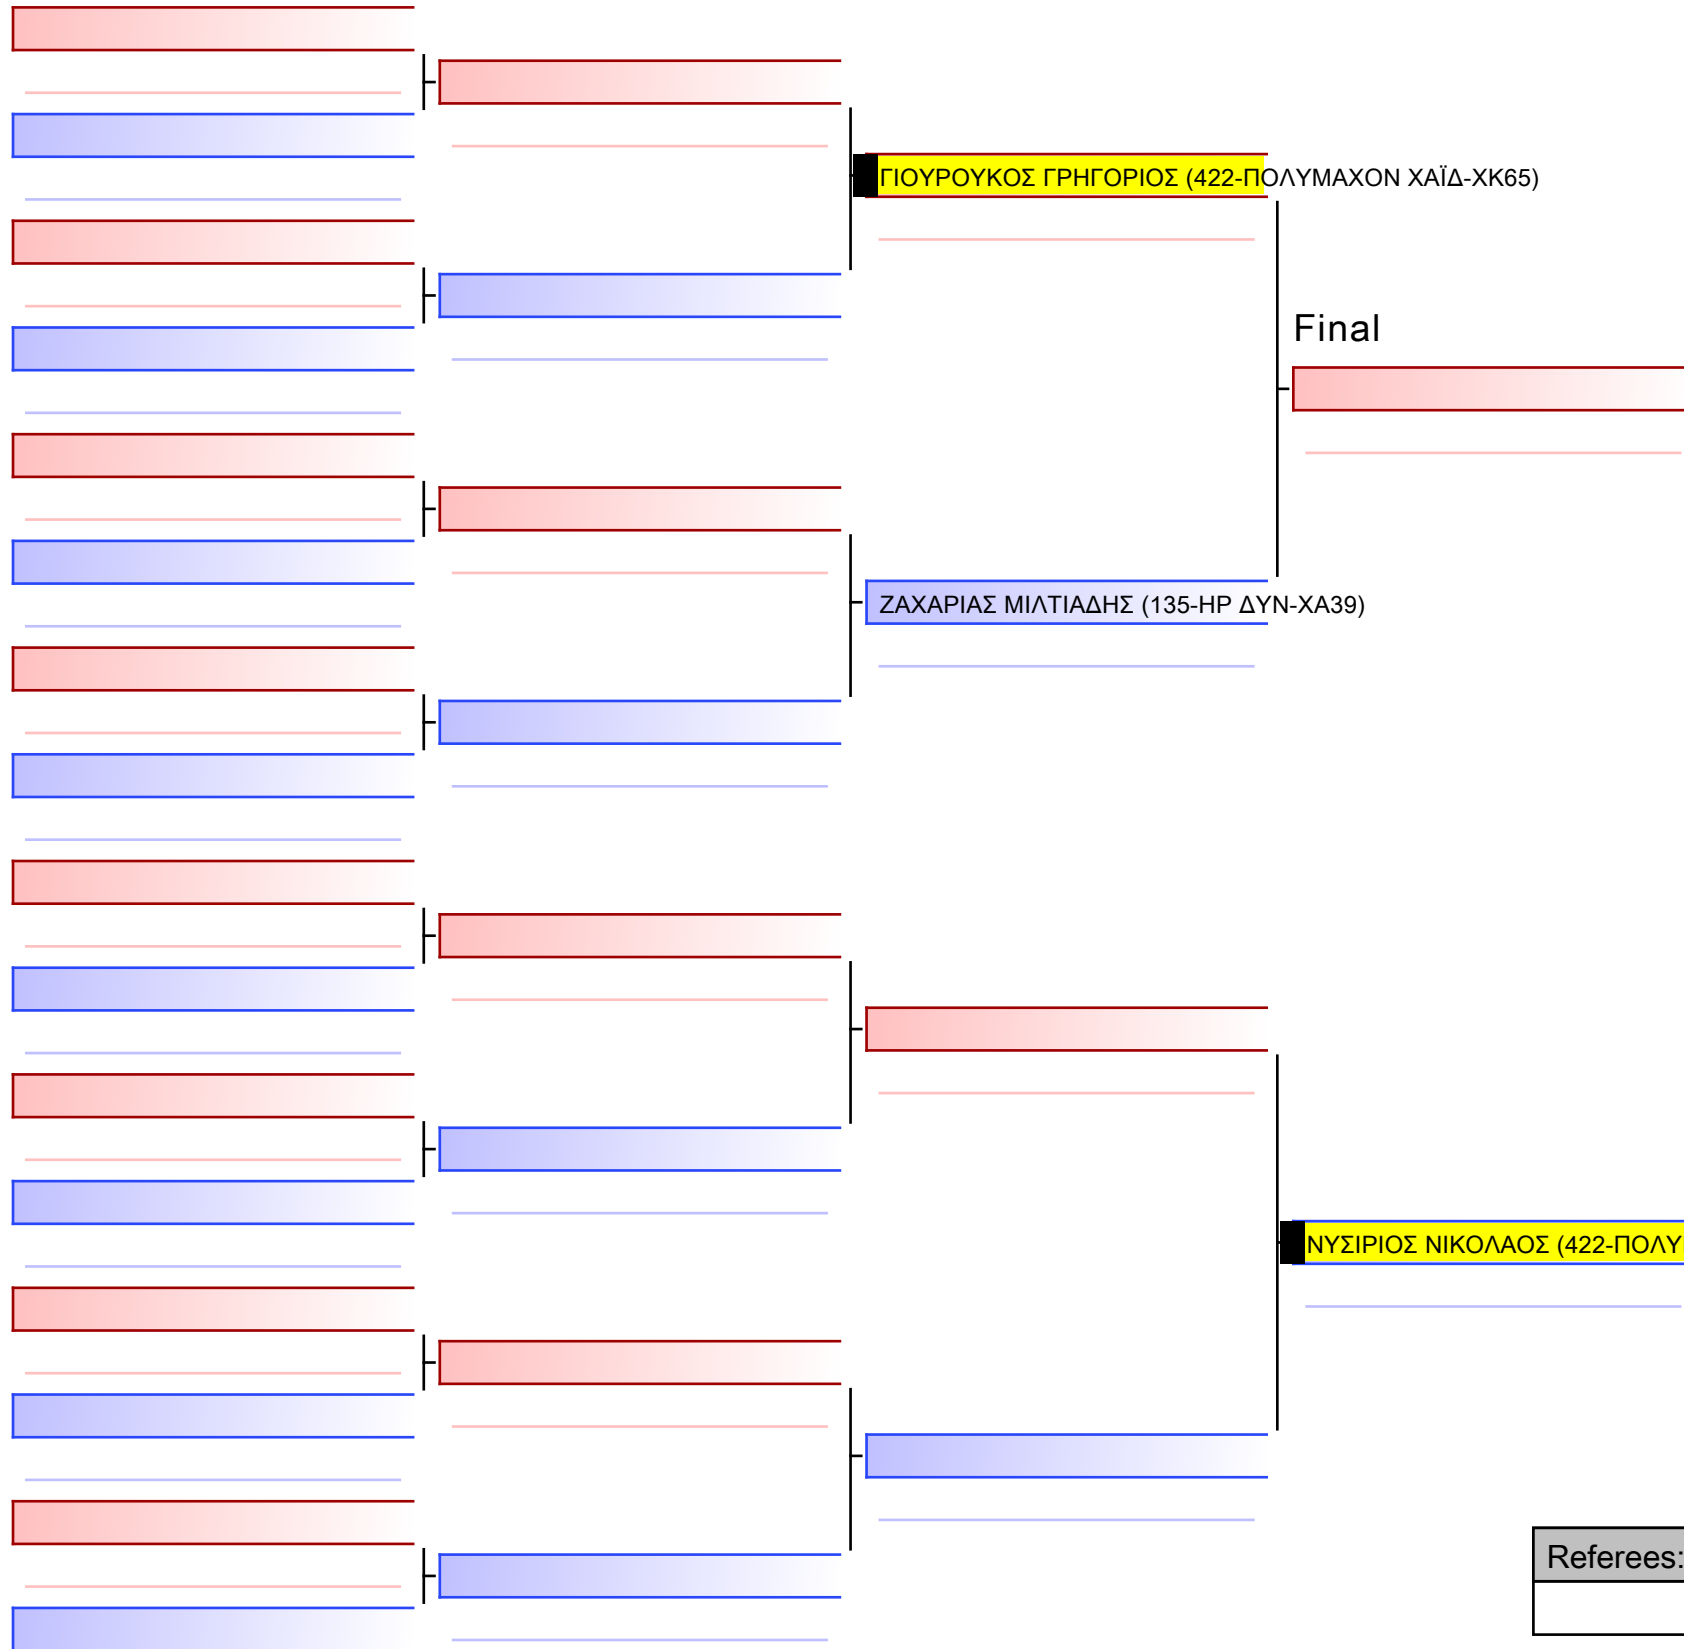 ΓΙΟΥΡΟΥΚΟΣ ΓΡΗΓΟΡΙΟΣ (422-ΠΟΛΥΜΑΧΟΝ ΧΑΪΔ-ΧΚ65)
Final
ΖΑΧΑΡΙΑΣ ΜΙΛΤΙΑΔΗΣ (135-ΗΡ ΔΥΝ-ΧΑ39)
ΝΥΣΙΡΙΟΣ ΝΙΚΟΛΑΟΣ (422-ΠΟΛΥ
Referees: